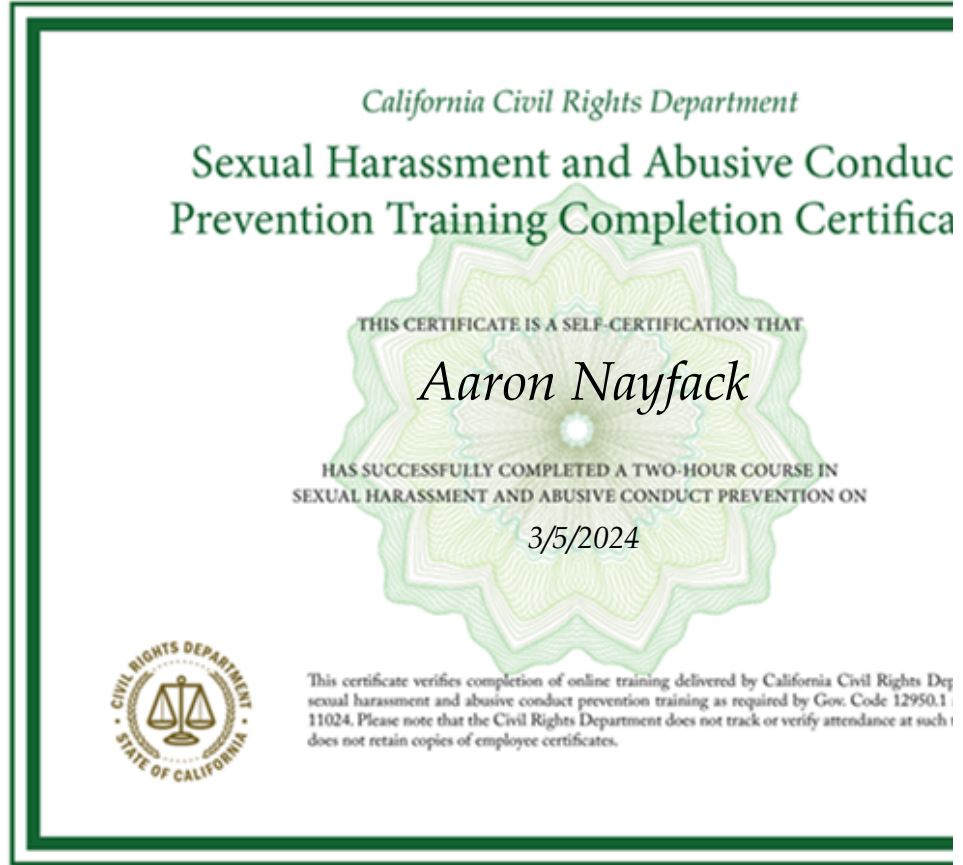 California Civil Rights Department
Sexual Harassment and Abusive Conduc
Prevention Training Completion Certifica
THIS CERTIFICATE IS A SELF-CERTIFICATION THAT
Aaron Nayfack
HAS SUCCESSFULLY COMPLETED A TWO-HOUR COURSE IN
SEXUAL HARASSMENT AND ABUSIVE CONDUCT PREVENTION ON
3/5/2024
CIVIL RIGHTS DEPARTMENT
STATE OF CALIFORNIA
This certificate verifies completion of online training delivered by California Civil Rights Dep
sexual harassment and abusive conduct prevention training as required by Gov. Code 12950.1
11024. Please note that the Civil Rights Department does not track or verify attendance at such
does not retain copies of employee certificates.